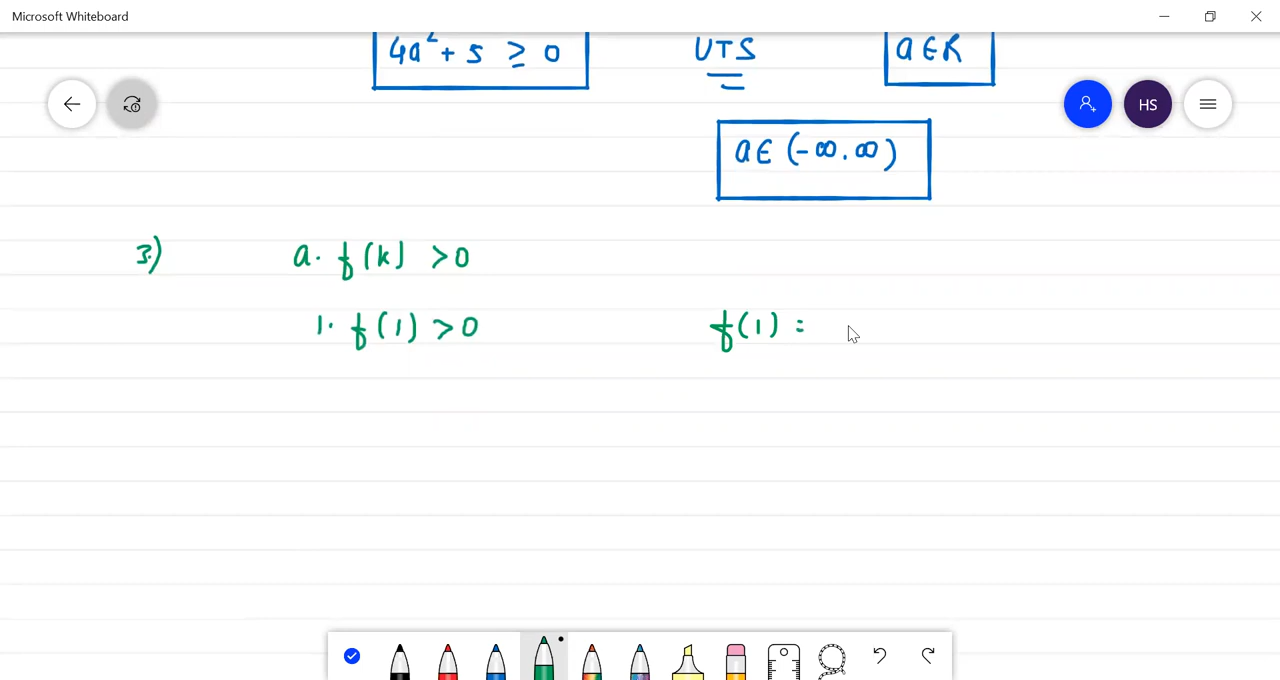 Microsoft Whiteboard
4a² + 5 ≥ 0 UTS a∈R
HS
a∈ (-∞.∞)
3.) a. f(k) >0
1. f(1) >0 f(1) =